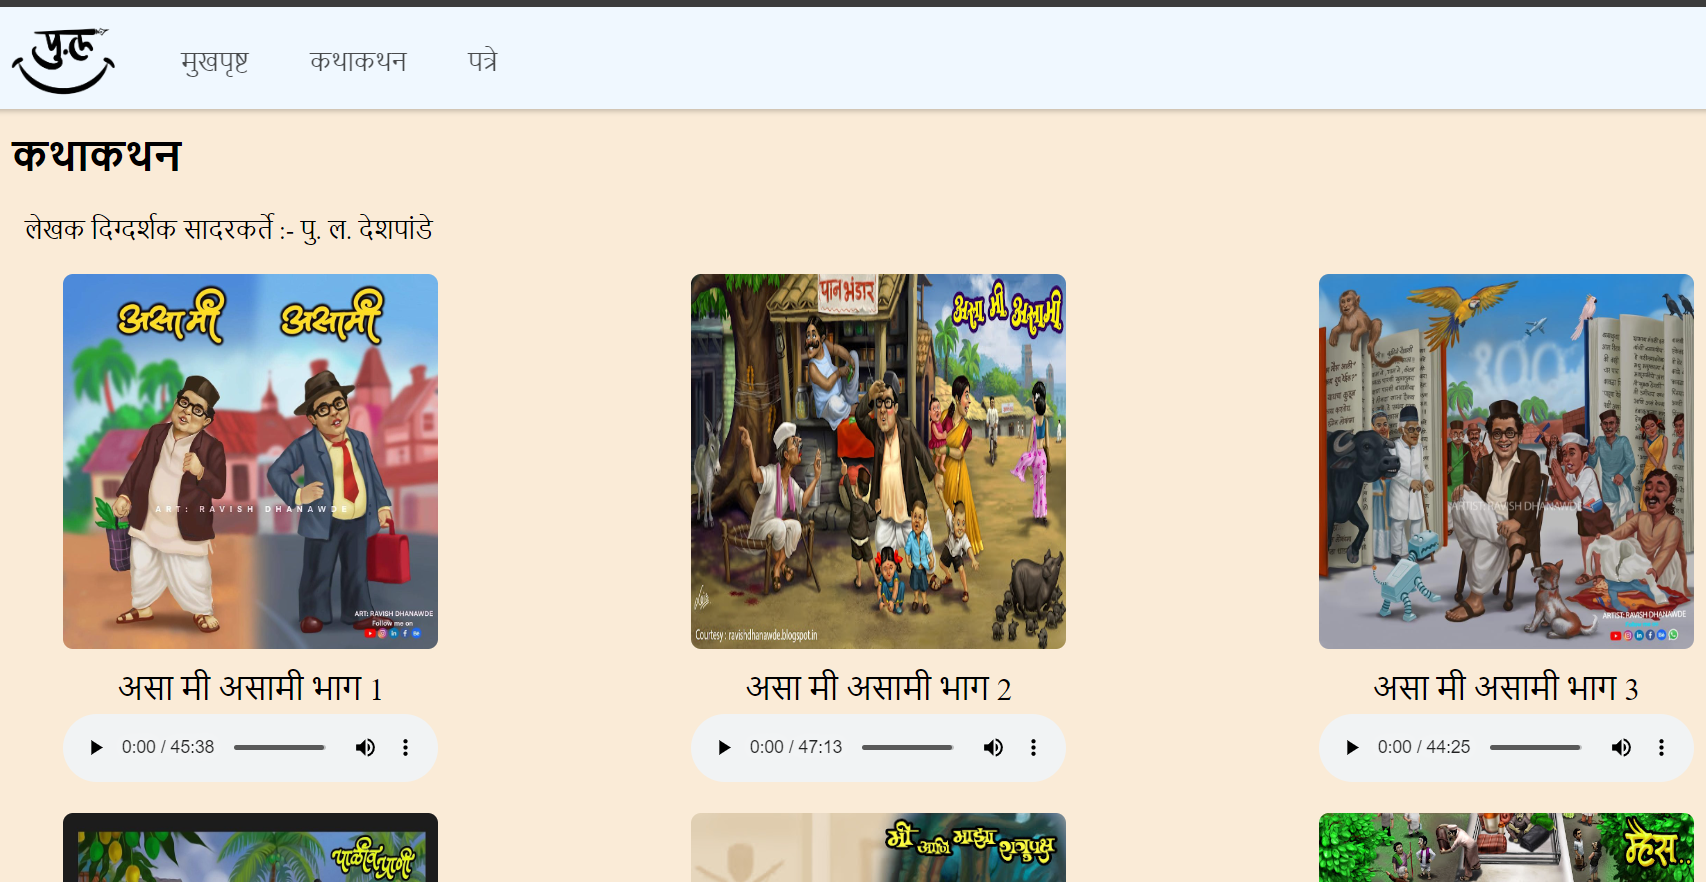 पु.ल.
मुखपृष्ट कथाकथन पत्रे
कथाकथन
लेखक दिग्दर्शक सादरकर्ते :- पु. ल. देशपांडे
असा मी असामी
ART: RAVISH DHANAWDE
ART: RAVISH DHANAWDE
Follow me on
पान भंडार
असा मी असामी
Courtesy : ravishdhanawde.blogspot.in
१००
ARTIST: RAVISH DHANAWDE
ARTIST: RAVISH DHANAWDE
असा मी असामी भाग 1
असा मी असामी भाग 2
असा मी असामी भाग 3
0:00 / 45:38
0:00 / 47:13
0:00 / 44:25
पाळीव प्राणी
मी आणि माझा शत्रुपक्ष
म्हैस..